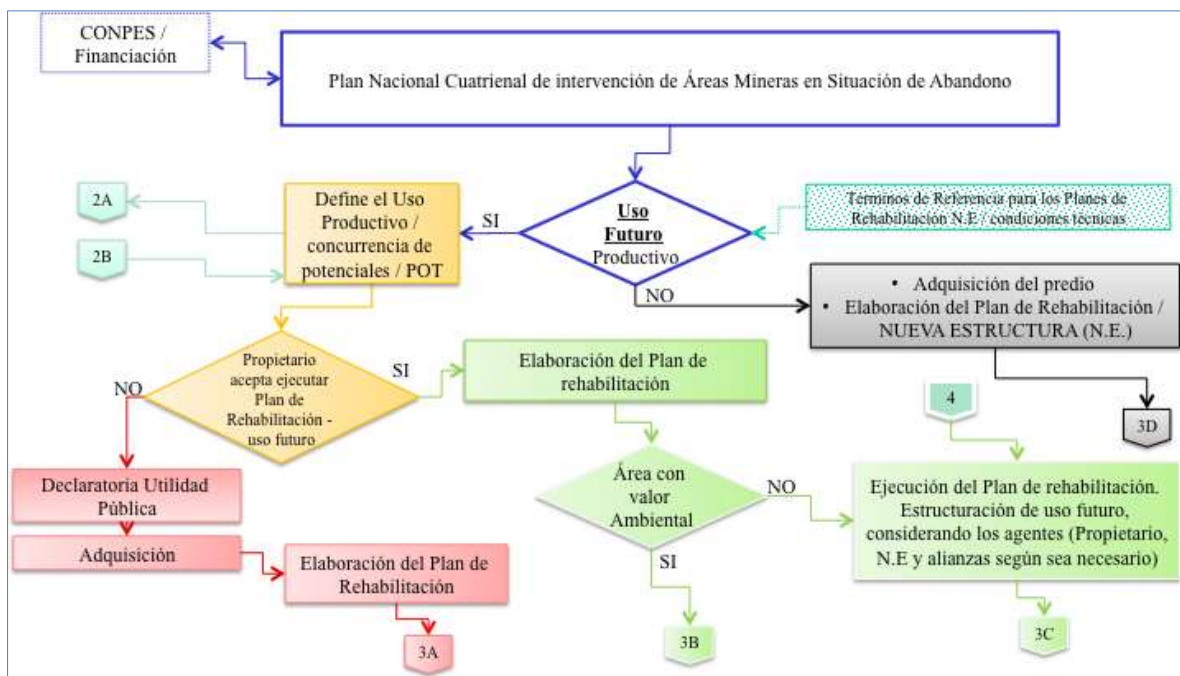 CONPES /
Financiación
Plan Nacional Cuatrienal de intervención de Áreas Mineras en Situación de Abandono
2A
2B
Define el Uso
Productivo /
concurrencia de
potenciales / POT
SI
Uso
Futuro
Productivo
Términos de Referencia para los Planes de
Rehabilitación N.E / condiciones técnicas
NO
• Adquisición del predio
• Elaboración del Plan de Rehabilitación /
NUEVA ESTRUCTURA (N.E.)
3D
Propietario
acepta ejecutar
Plan de
Rehabilitación -
uso futuro
NO
SI
Elaboración del Plan de
rehabilitación
4
Declaratoria Utilidad
Pública
Adquisición
Elaboración del Plan de
Rehabilitación
3A
Área con
valor
Ambiental
NO
SI
3B
Ejecución del Plan de rehabilitación.
Estructuración de uso futuro,
considerando los agentes (Propietario,
N.E y alianzas según sea necesario)
3C